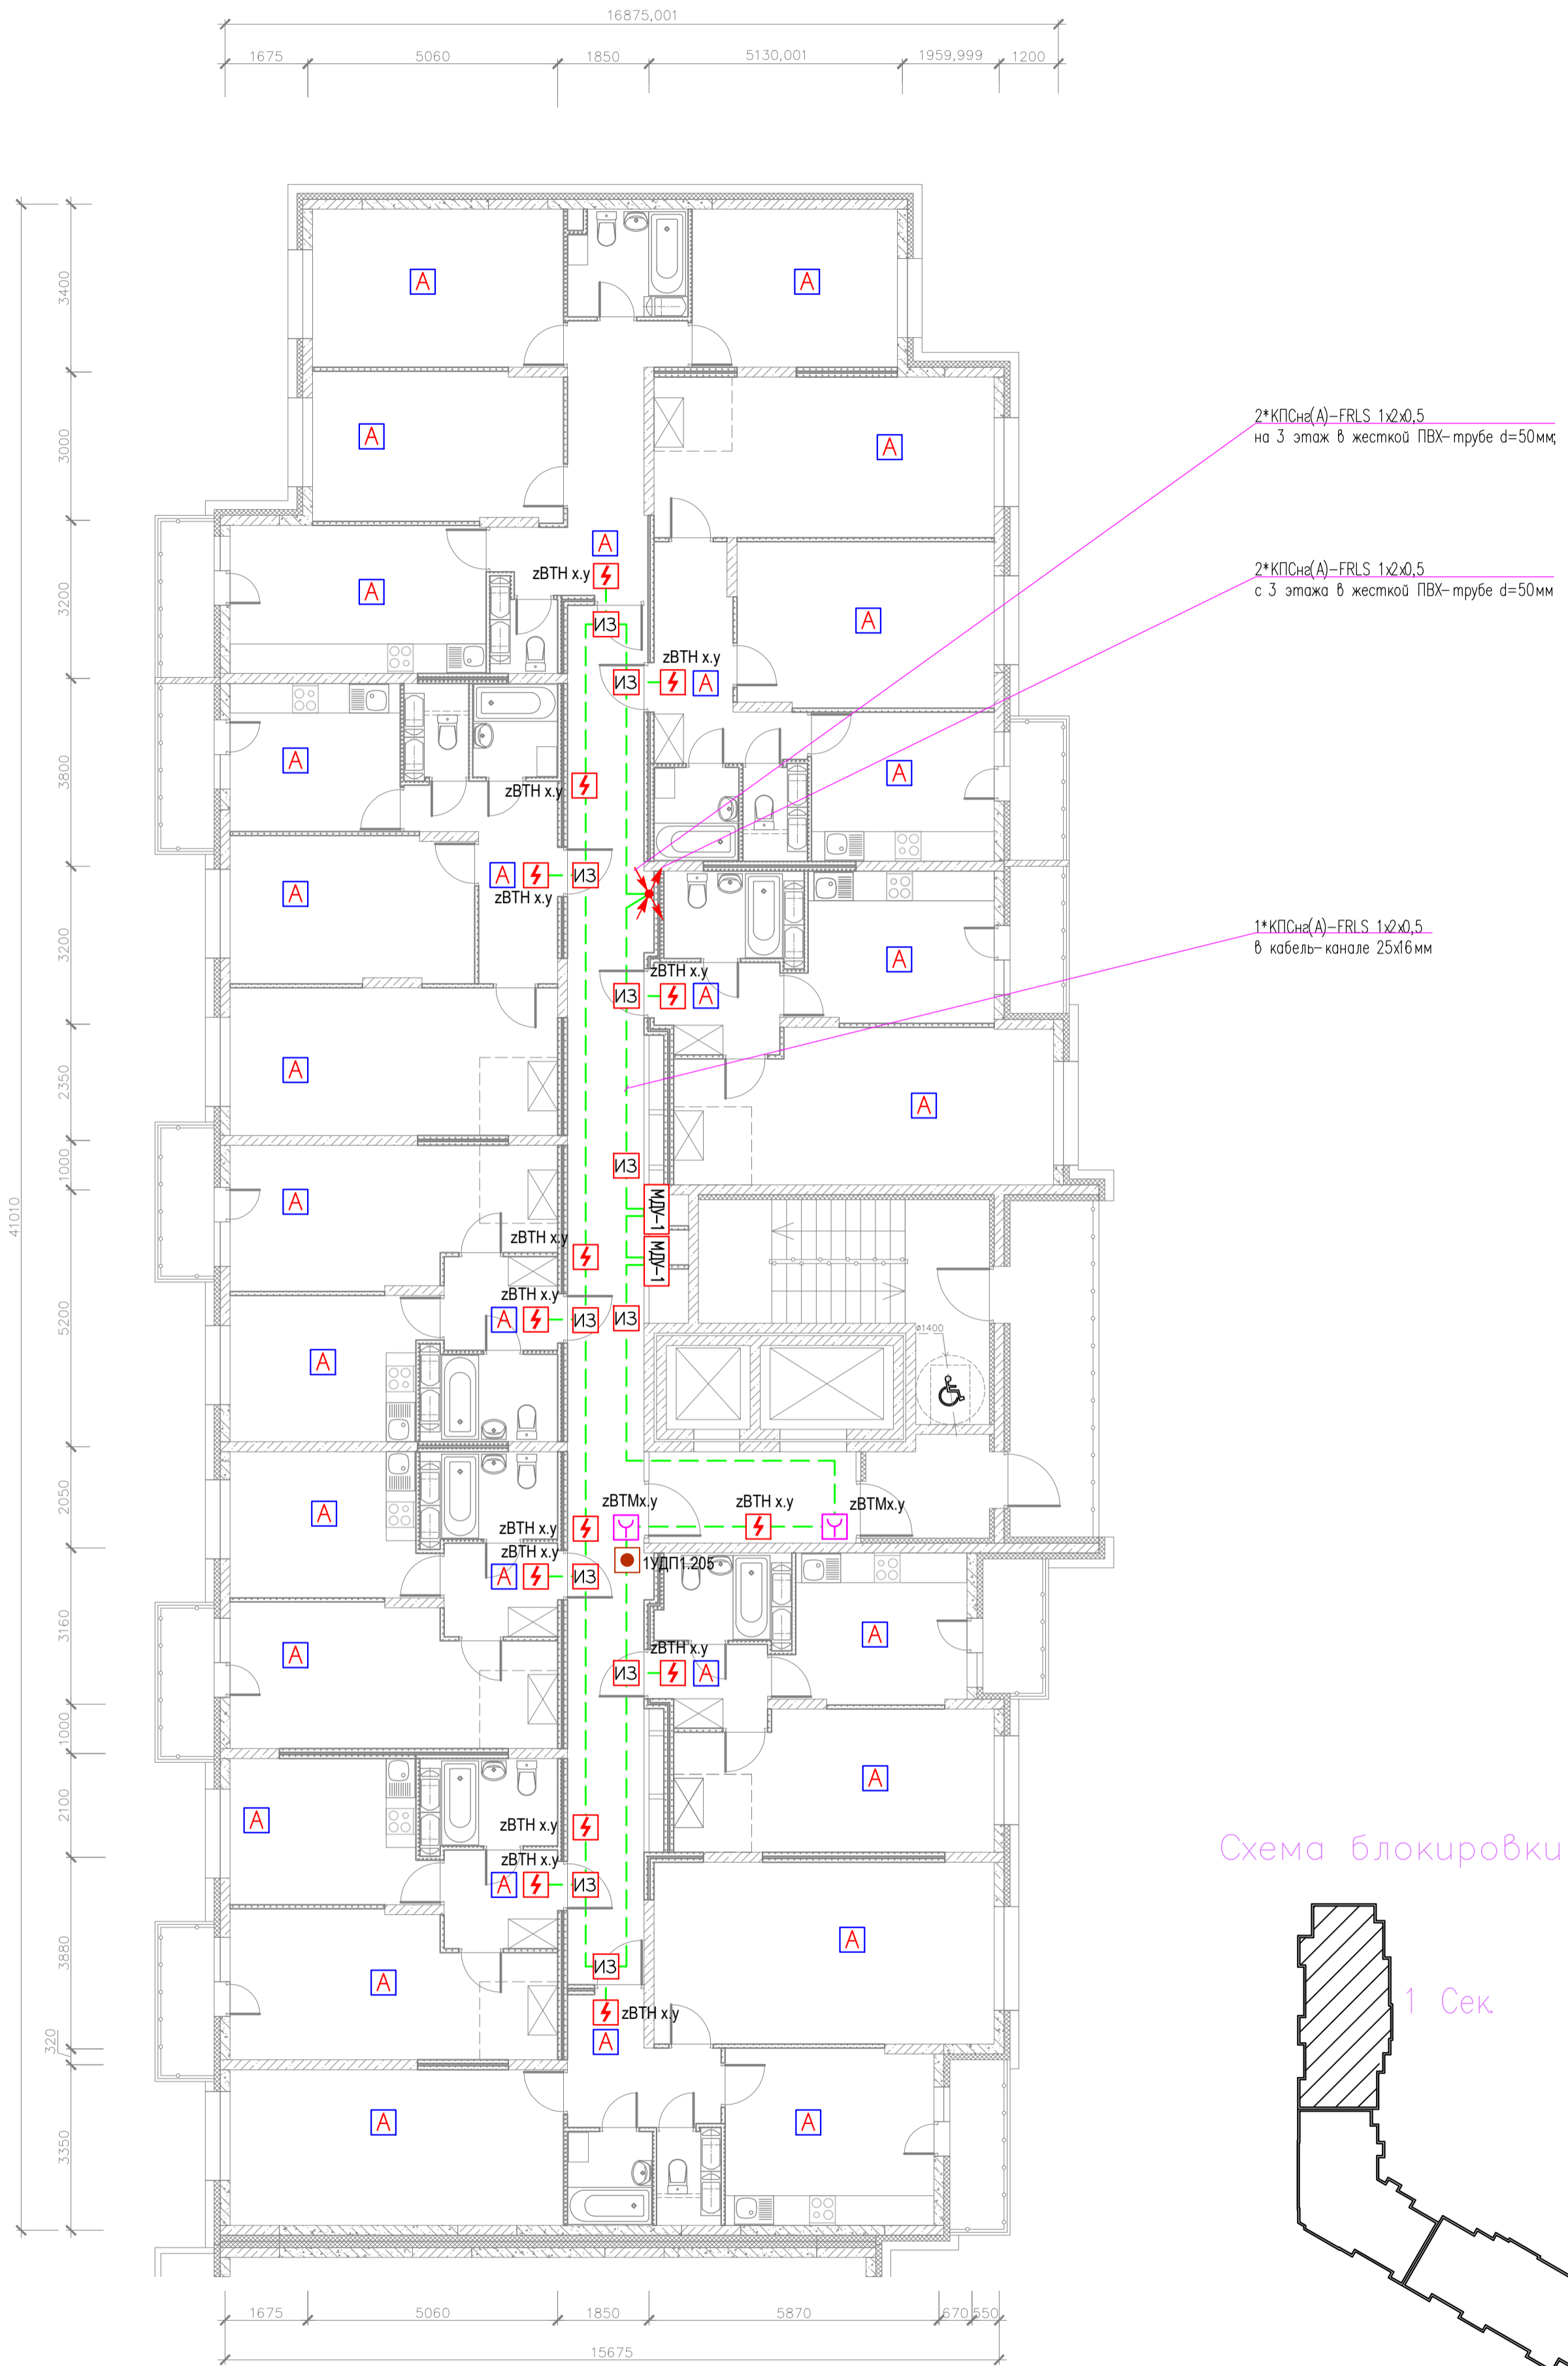 16875,001
1675 5060 1850 5130,001 1959,999 1200
3400
A A
2*КПСнг(А)-FRLS 1x2x0,5
на 3 этаж в жесткой ПВХ-трубе d=50мм;
3000
A A
A
zBTH x.y
2*КПСнг(А)-FRLS 1x2x0,5
с 3 этажа в жесткой ПВХ-трубе d=50мм
3200
A
ИЗ
A
zBTH x.y
ИЗ A
3800
A
A
zBTH x.y
A ИЗ
A
zBTH x.y
1*КПСнг(А)-FRLS 1x2x0,5
в кабель-канале 25x16мм
3200
A
zBTH x.y
ИЗ A
2350
A
A
1000
ИЗ
41010
A
МДУ-1
zBTH x.y
МДУ-1
5200
zBTH x.y
A ИЗ ИЗ
ø1400
A
2050
A
zBTMx.y zBTH x.y zBTMx.y
zBTH x.y
zBTH x.y
1УДП1.205
A ИЗ
3160
A
A
zBTH x.y
ИЗ A
1000
A
2100
A
zBTH x.y
Схема блокировки
zBTH x.y
A ИЗ
3880
A
ИЗ
A
1 Сек.
zBTH x.y
A
320
3350
A A
1675 5060 1850 5870 670 550
15675